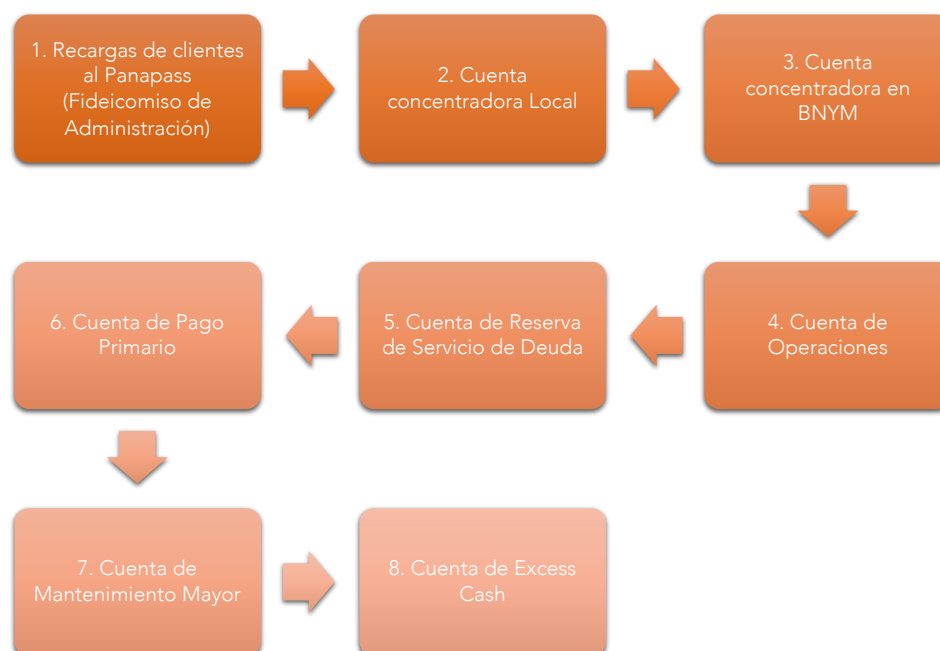 1. Recargas de clientes
al Panapass
(Fideicomiso de
Administración)
2. Cuenta
concentradora Local
3. Cuenta
concentradora en
BNYM
4. Cuenta de
Operaciones
5. Cuenta de Reserva
de Servicio de Deuda
6. Cuenta de Pago
Primario
7. Cuenta de
Mantenimiento Mayor
8. Cuenta de Excess
Cash